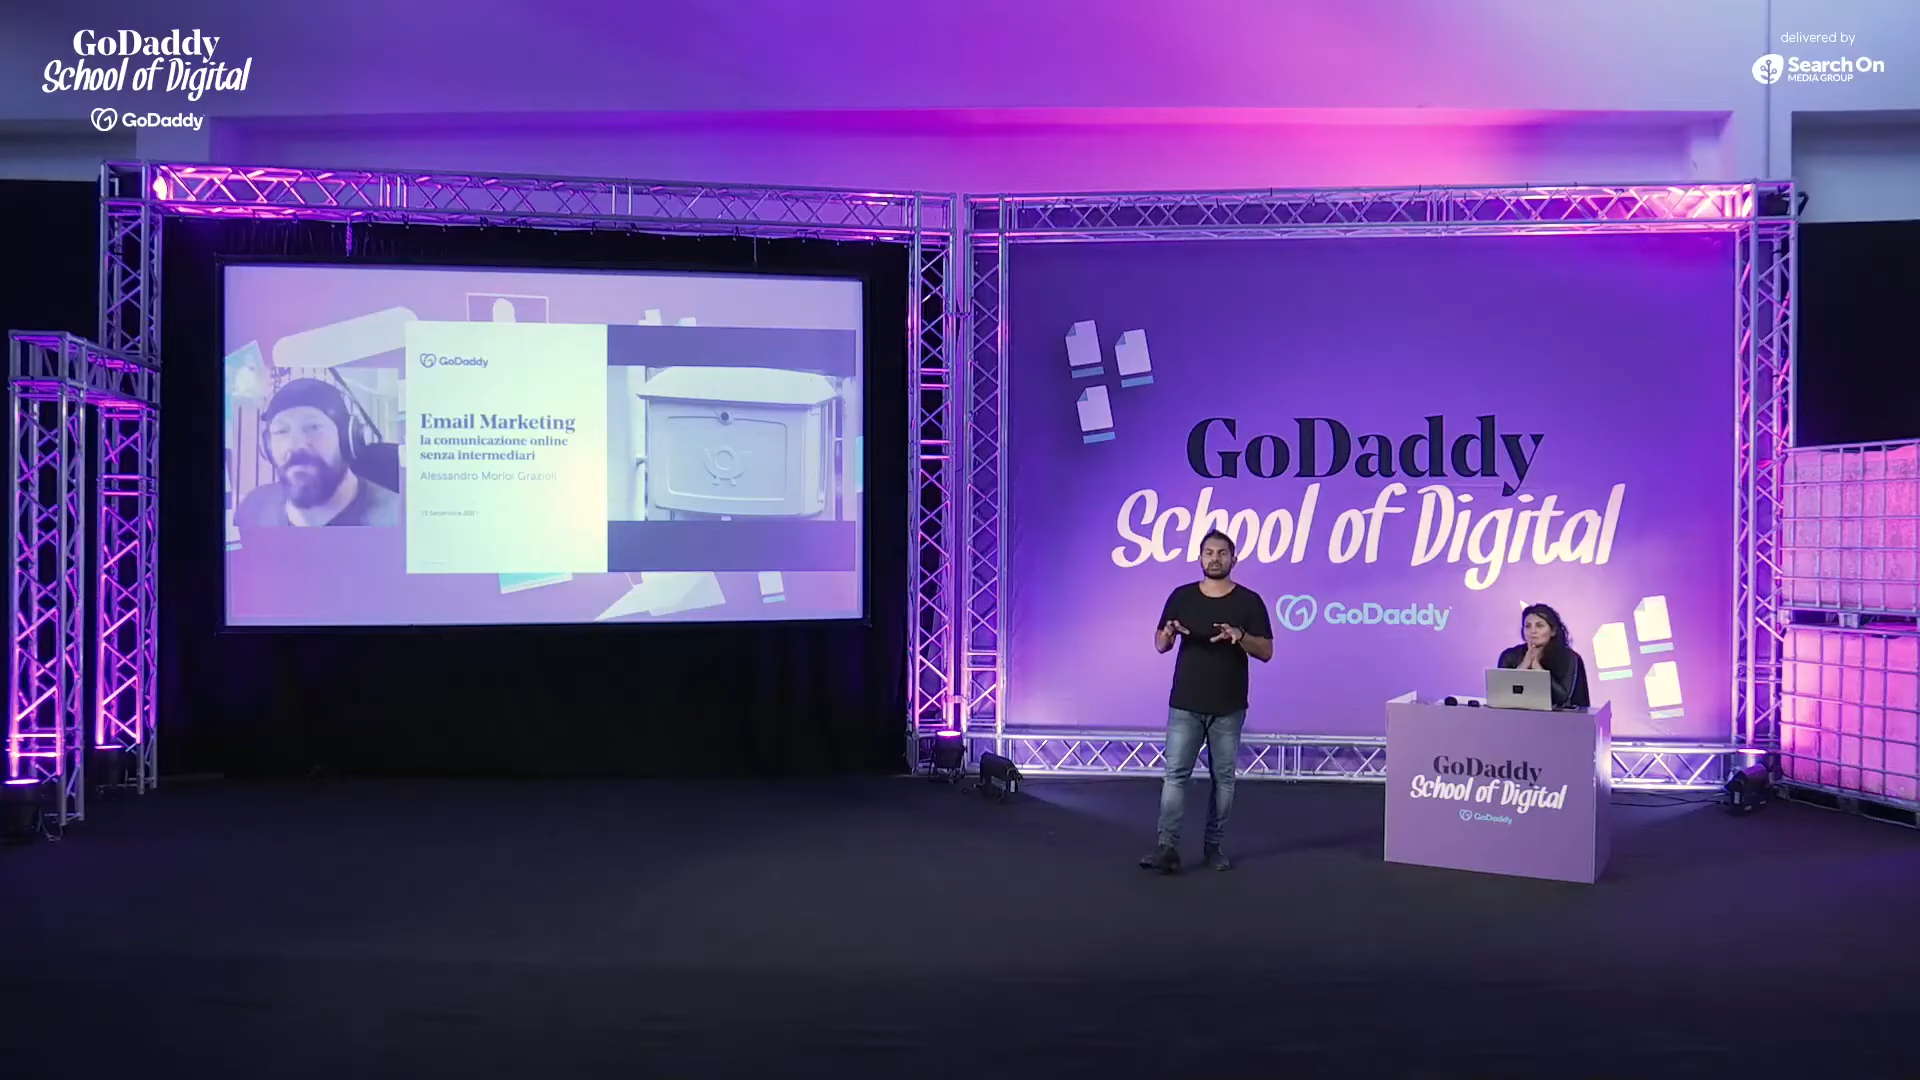 GoDaddy
School of Digital
GoDaddy
delivered by
Search On
MEDIA GROUP
GoDaddy
Email Marketing
la comunicazione online
senza intermediari
Alessandro Grazioli
GoDaddy
School of Digital
GoDaddy
GoDaddy
School of Digital
GoDaddy